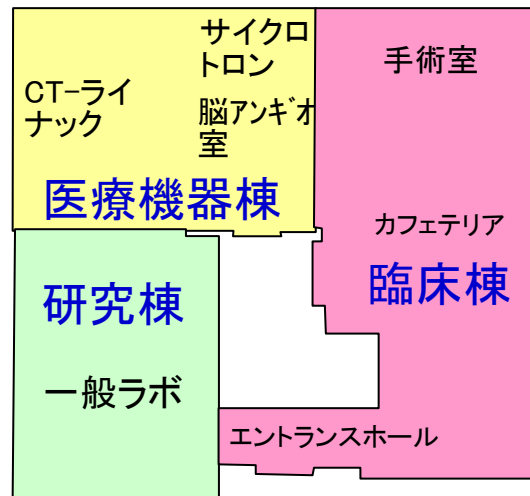 サイクロ
トロン
手術室
CT-ライ
ナック
脳アンギオ
室
医療機器棟
カフェテリア
臨床棟
研究棟
一般ラボ
エントランスホール